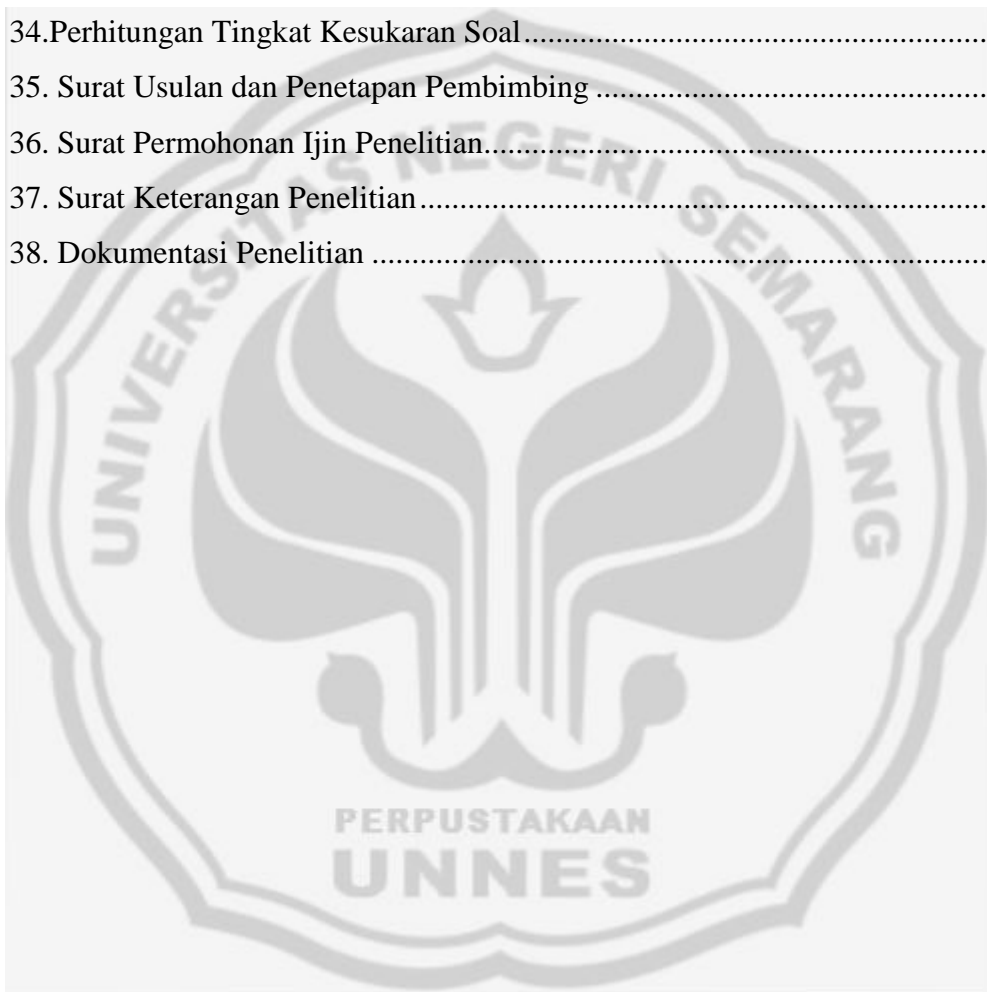 34.Perhitungan Tingkat Kesukaran Soal..........................................................
35. Surat Usulan dan Penetapan Pembimbing .................................................
36. Surat Permohonan Ijin Penelitian...............................................................
37. Surat Keterangan Penelitian.......................................................................
38. Dokumentasi Penelitian .............................................................................
UNIVERSITAS NEGERI SEMARANG
PERPUSTAKAAN
UNNES